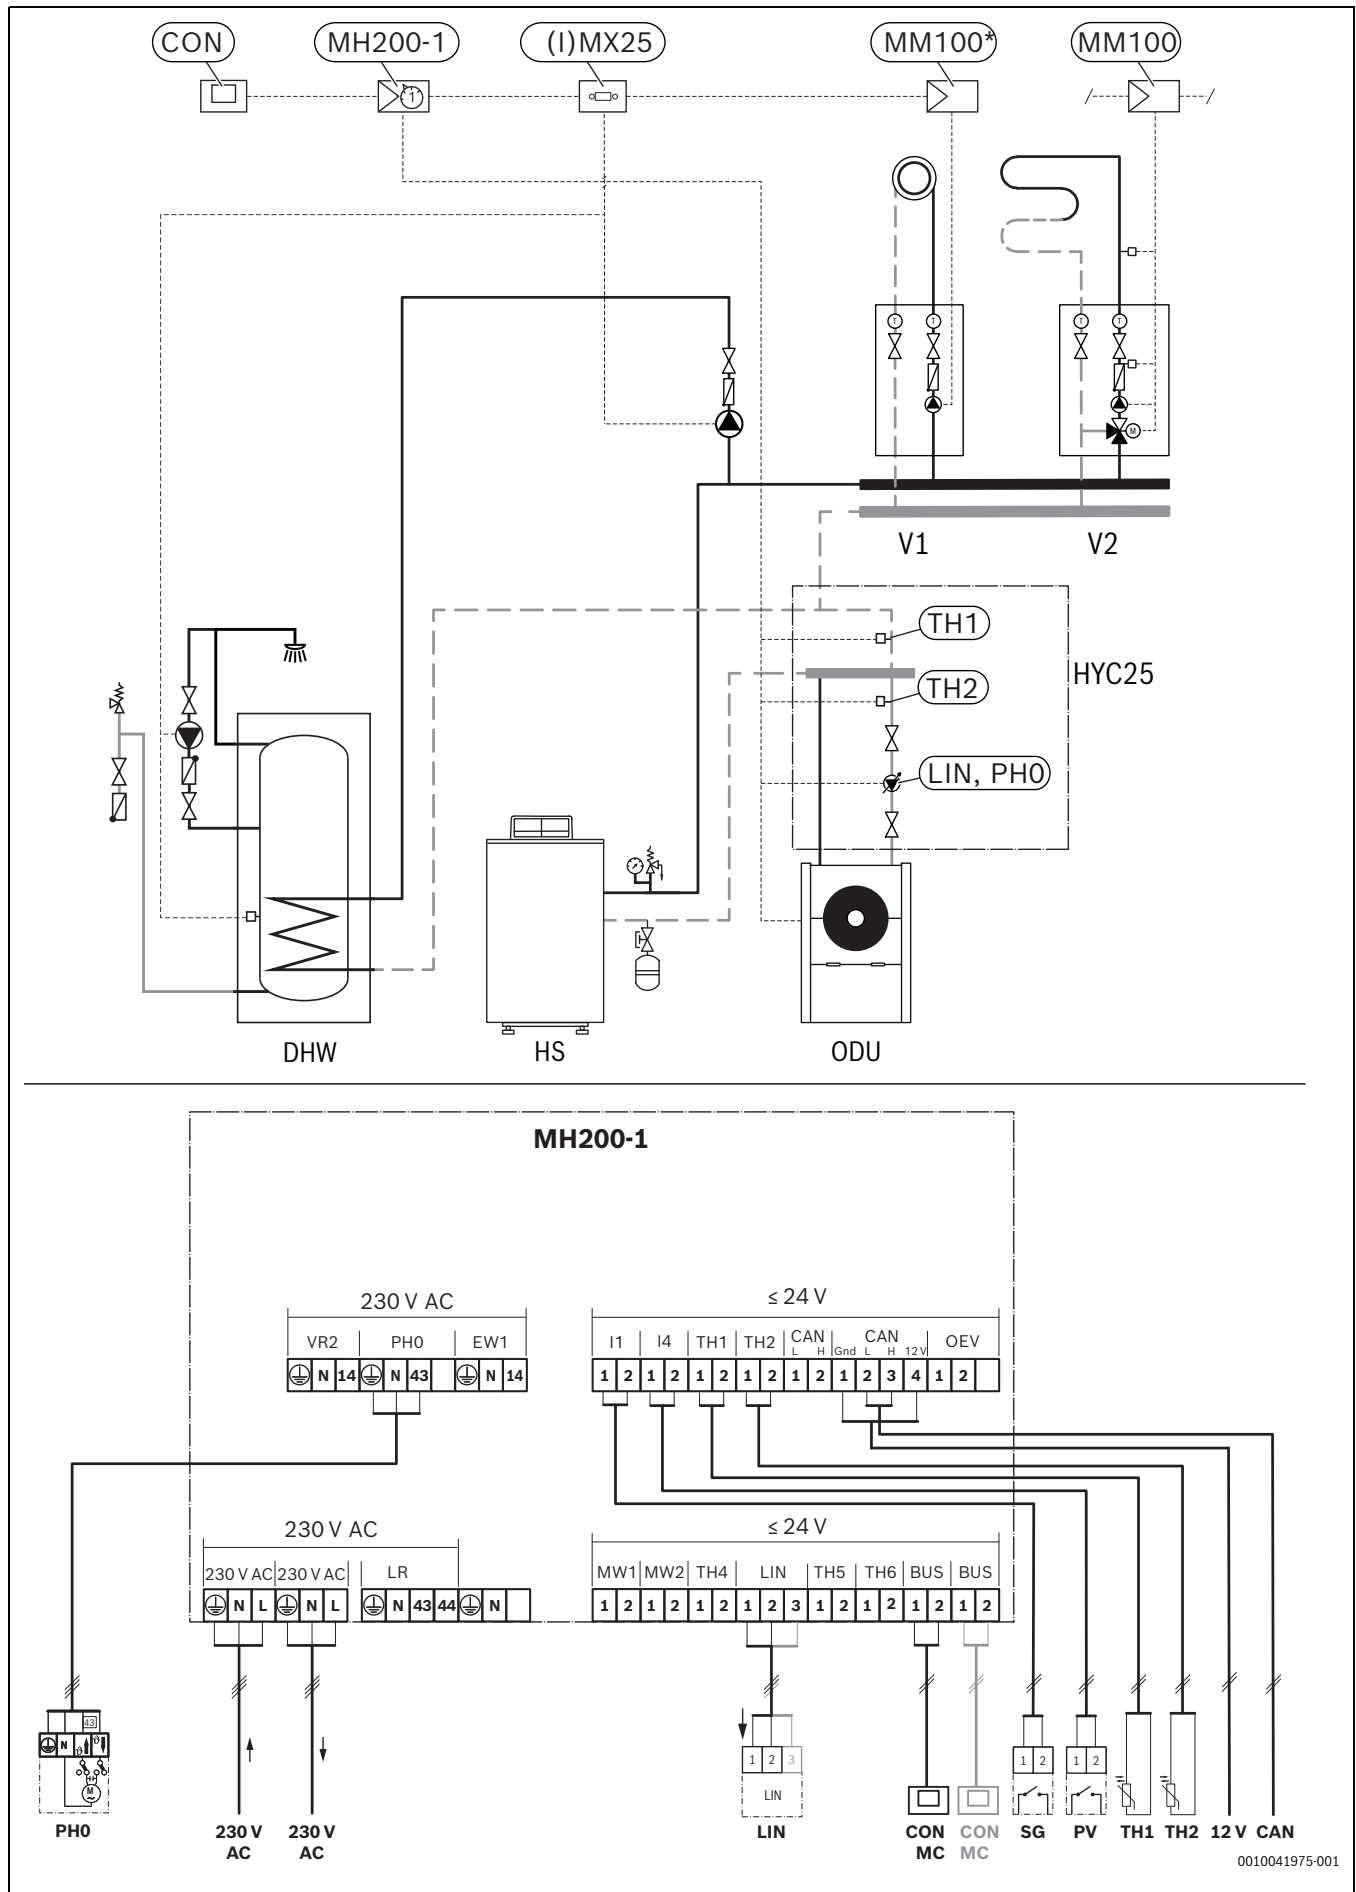 CON MH200-1 (I)MX25 MM100* MM100
1
T T T T
M
V1 V2
TH1
HYC25
TH2
LIN, PH0
DHW HS ODU
MH200-1
230 V AC ≤ 24 V
VR2 PH0 EW1 I1 I4 TH1 TH2 CAN CAN OEV
L H Gnd L H 12V
N 14 N 43 N 14 1 2 1 2 1 2 1 2 1 2 1 2 3 4 1 2
230 V AC ≤ 24 V
230 V AC 230 V AC LR MW1 MW2 TH4 LIN TH5 TH6 BUS BUS
N L N L N 43 44 N 1 2 1 2 1 2 1 2 3 1 2 1 2 1 2 1 2
43
N
M
~
1 2 3
LIN
1 2 1 2
PH0 230 V 230 V LIN CON CON SG PV TH1 TH2 12 V CAN
AC AC MC MC
0010041975-001